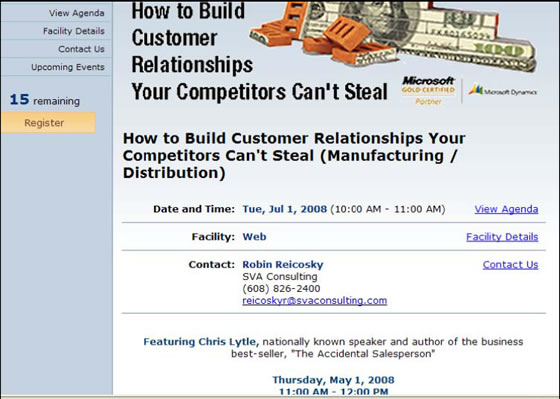 View Agenda
Facility Details
Contact Us
Upcoming Events
15 remaining
Register
How to Build
Customer
Relationships
Your Competitors Can't Steal
Microsoft
GOLD CERTIFIED
Partner
Microsoft Dynamics
100
How to Build Customer Relationships Your
Competitors Can't Steal (Manufacturing /
Distribution)
Date and Time: Tue, Jul 1, 2008 (10:00 AM - 11:00 AM) View Agenda
Facility: Web Facility Details
Contact: Robin Reicosky Contact Us
SVA Consulting
(608) 826-2400
reicoskyr@svaconsulting.com
Featuring Chris Lytle, nationally known speaker and author of the business
best-seller, "The Accidental Salesperson"
Thursday, May 1, 2008
11:00 AM - 12:00 PM